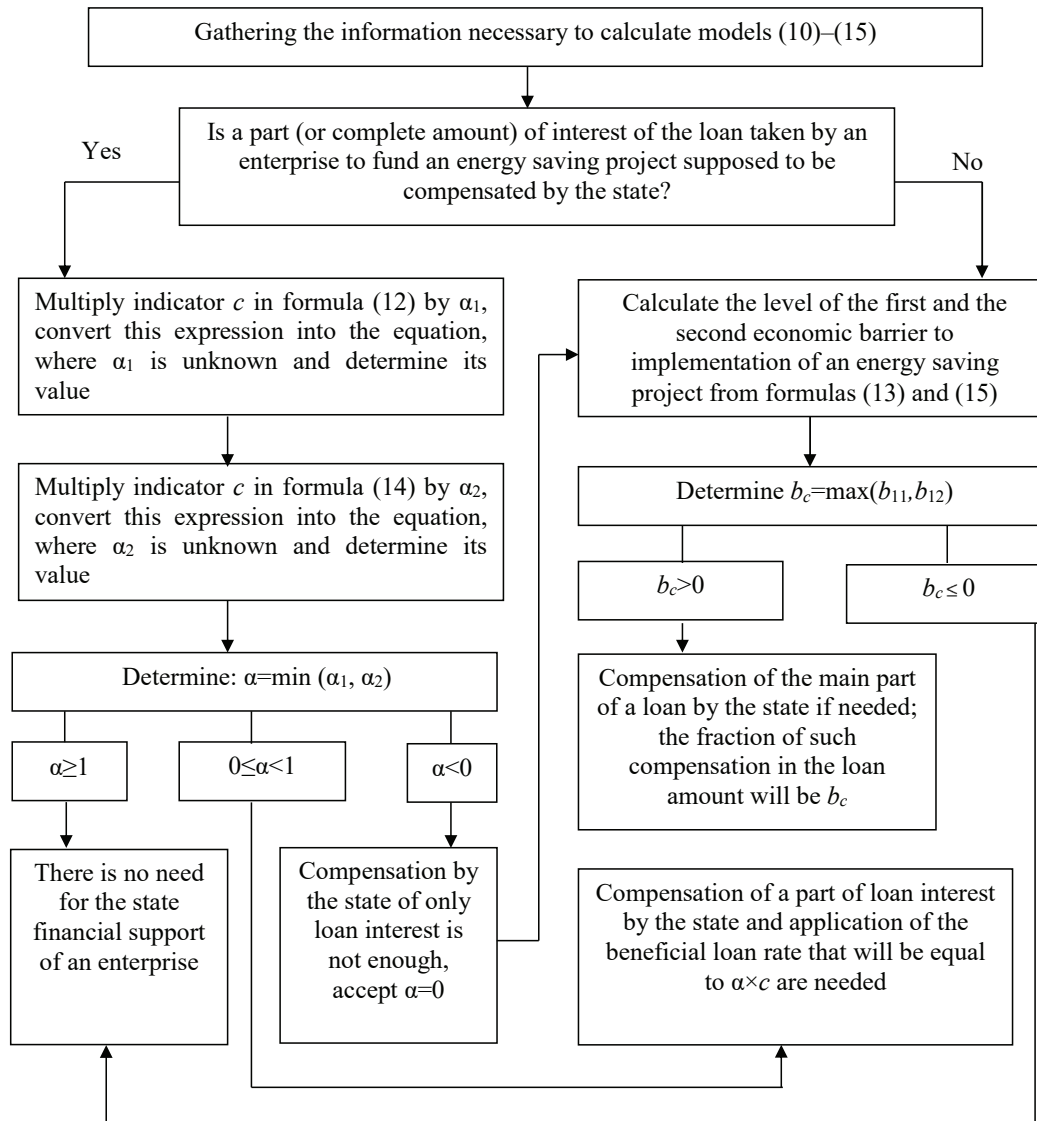 Gathering the information necessary to calculate models (10)–(15)
Is a part (or complete amount) of interest of the loan taken by an
enterprise to fund an energy saving project supposed to be
compensated by the state?
Yes
No
Multiply indicator c in formula (12) by α₁,
convert this expression into the equation,
where α₁ is unknown and determine its
value
Calculate the level of the first and the
second economic barrier to
implementation of an energy saving
project from formulas (13) and (15)
Multiply indicator c in formula (14) by α₂,
convert this expression into the equation,
where α₂ is unknown and determine its
value
Determine b_c=max(b₁₁,b₁₂)
b_c>0
b_c ≤ 0
Determine: α=min (α₁, α₂)
α≥1
0≤α<1
α<0
Compensation of the main part
of a loan by the state if needed;
the fraction of such
compensation in the loan
amount will be b_c
There is no need
for the state
financial support
of an enterprise
Compensation by
the state of only
loan interest is
not enough,
accept α=0
Compensation of a part of loan interest
by the state and application of the
beneficial loan rate that will be equal
to α×c are needed